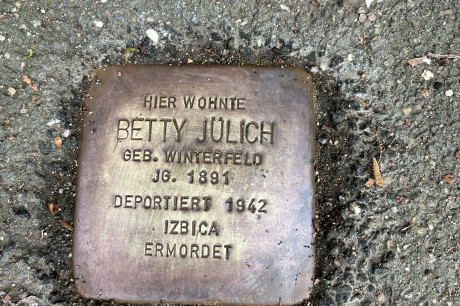 HIER WOHNTE
BETTY JÜLICH
GEB. WINTERFELD
JG. 1891
DEPORTIERT 1942
IZBICA
ERMORDET